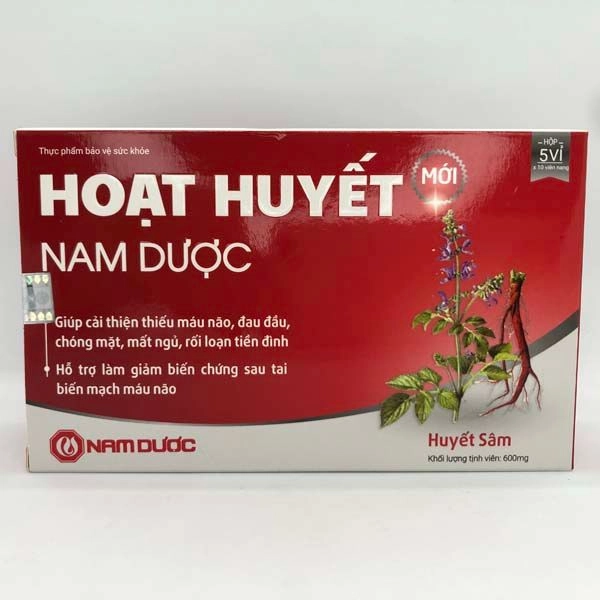 Thực phẩm bảo vệ sức khỏe
HOẠT HUYẾT
MỚI
NAM DƯỢC
HỘP
5 VỈ
x 10 viên nang
Giúp cải thiện thiếu máu não, đau đầu,
chóng mặt, mất ngủ, rối loạn tiền đình
Hỗ trợ làm giảm biến chứng sau tai
biến mạch máu não
NAM DƯỢC
Huyết Sâm
Khối lượng tịnh viên: 600mg